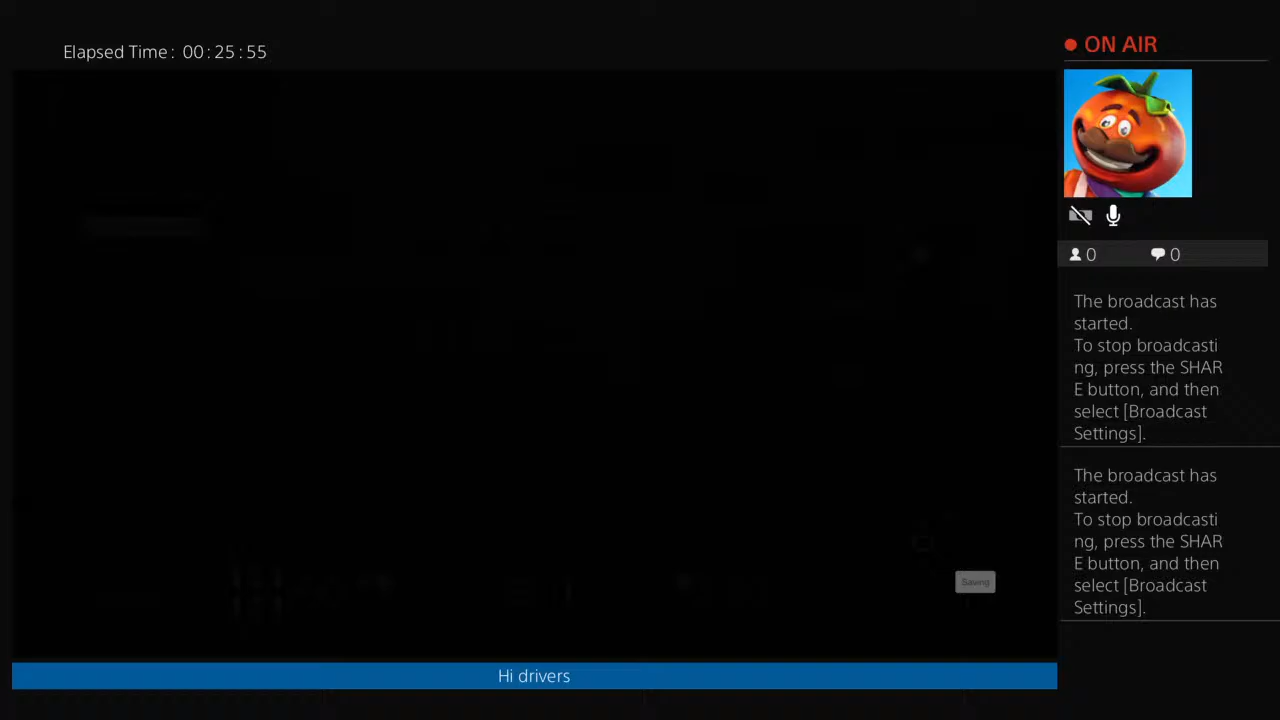 Elapsed Time: 00:25:55
ON AIR
0 0
The broadcast has
started.
To stop broadcasti
ng, press the SHAR
E button, and then
select [Broadcast
Settings].
The broadcast has
started.
To stop broadcasti
ng, press the SHAR
E button, and then
select [Broadcast
Settings].
Saving
Hi drivers